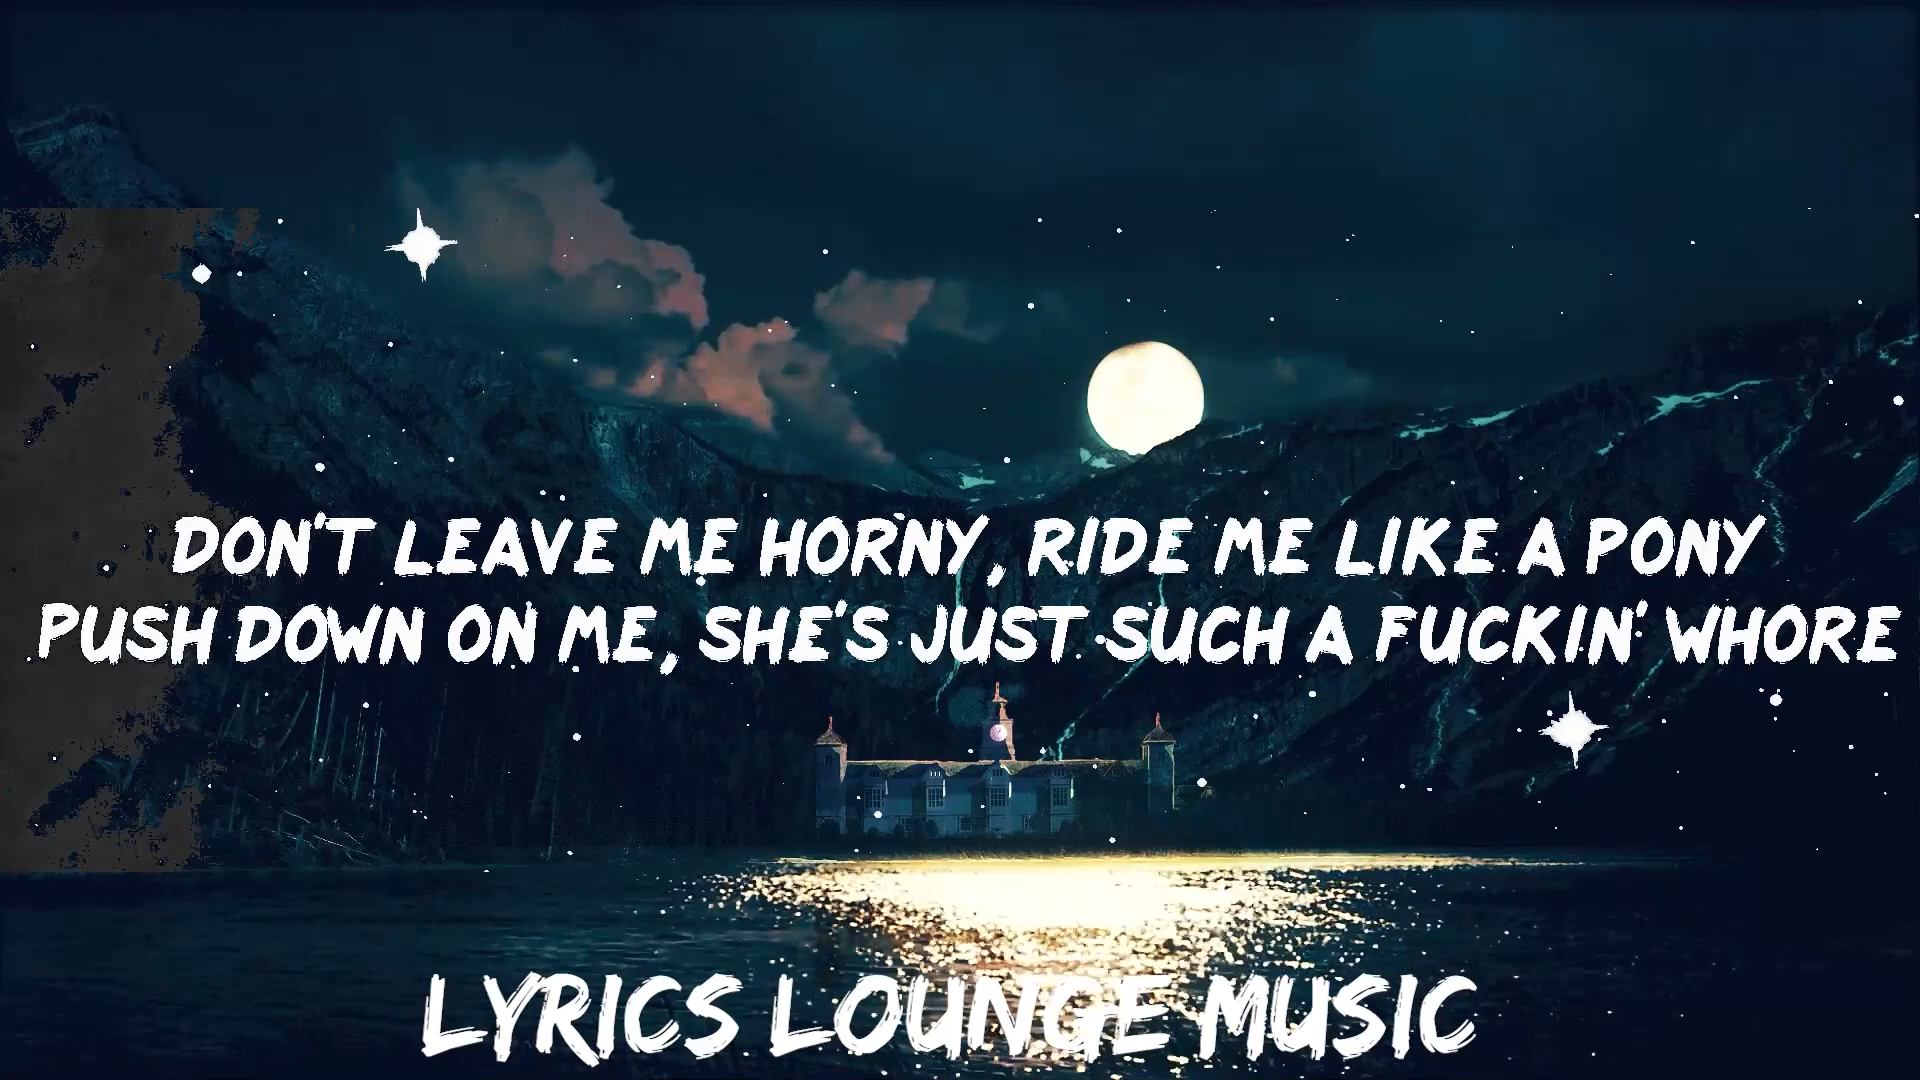 DON'T LEAVE ME HORNY, RIDE ME LIKE A PONY
PUSH DOWN ON ME, SHE'S JUST SUCH A FUCKIN' WHORE
LYRICS LOUNGE MUSIC